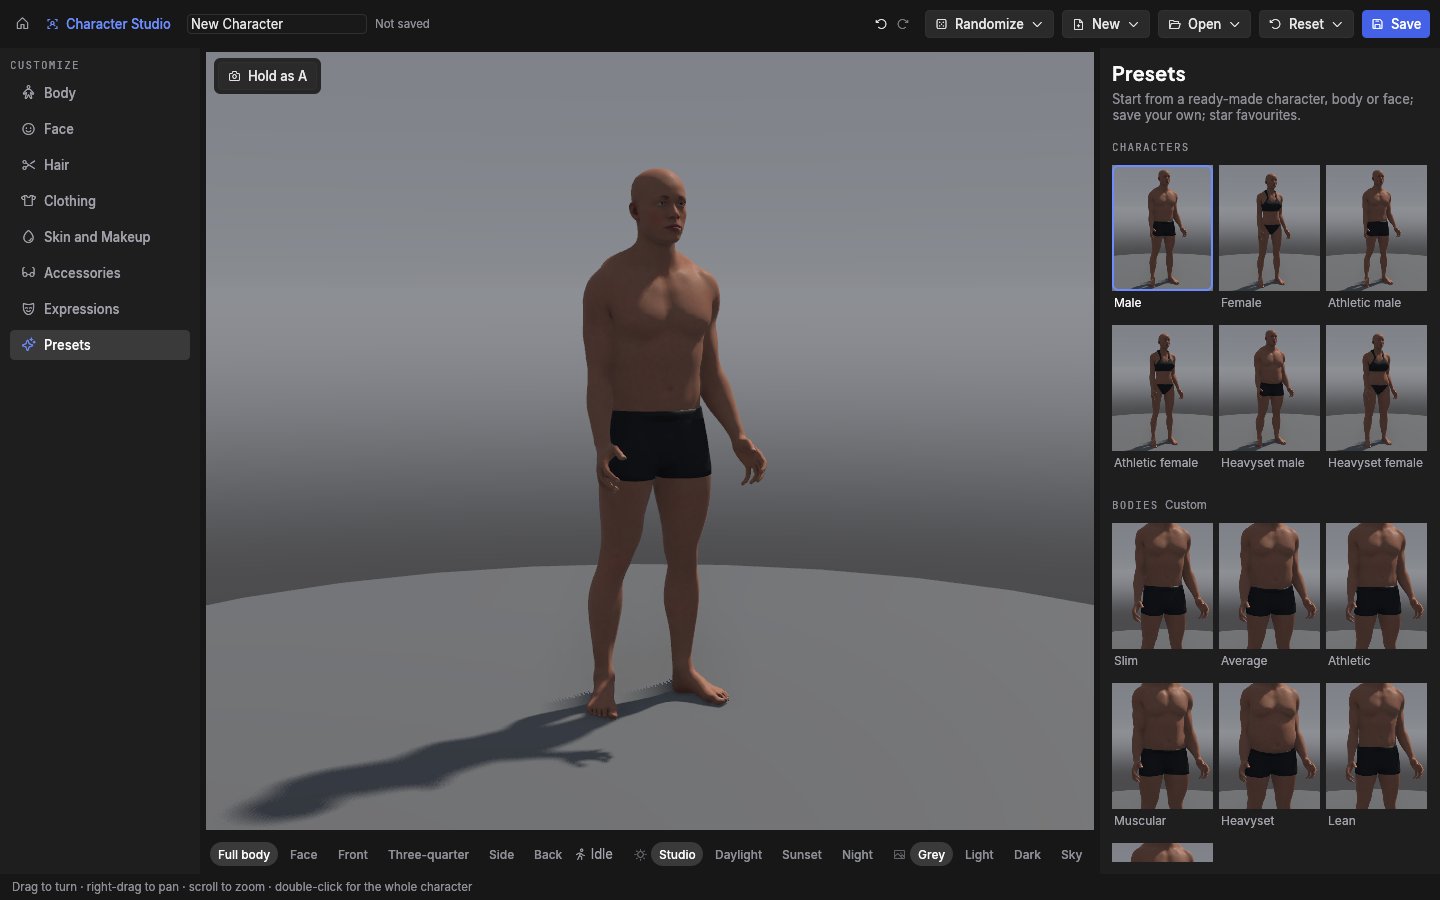 Character Studio
New Character
Not saved
Randomize
New
Open
Reset
Save
CUSTOMIZE
Body
Face
Hair
Clothing
Skin and Makeup
Accessories
Expressions
Presets
Hold as A
Full body
Face
Front
Three-quarter
Side
Back
Idle
Studio
Daylight
Sunset
Night
Grey
Light
Dark
Sky
Presets
Start from a ready-made character, body or face;
save your own; star favourites.
CHARACTERS
Male
Female
Athletic male
Athletic female
Heavyset male
Heavyset female
BODIES Custom
Slim
Average
Athletic
Muscular
Heavyset
Lean
Drag to turn · right-drag to pan · scroll to zoom · double-click for the whole character